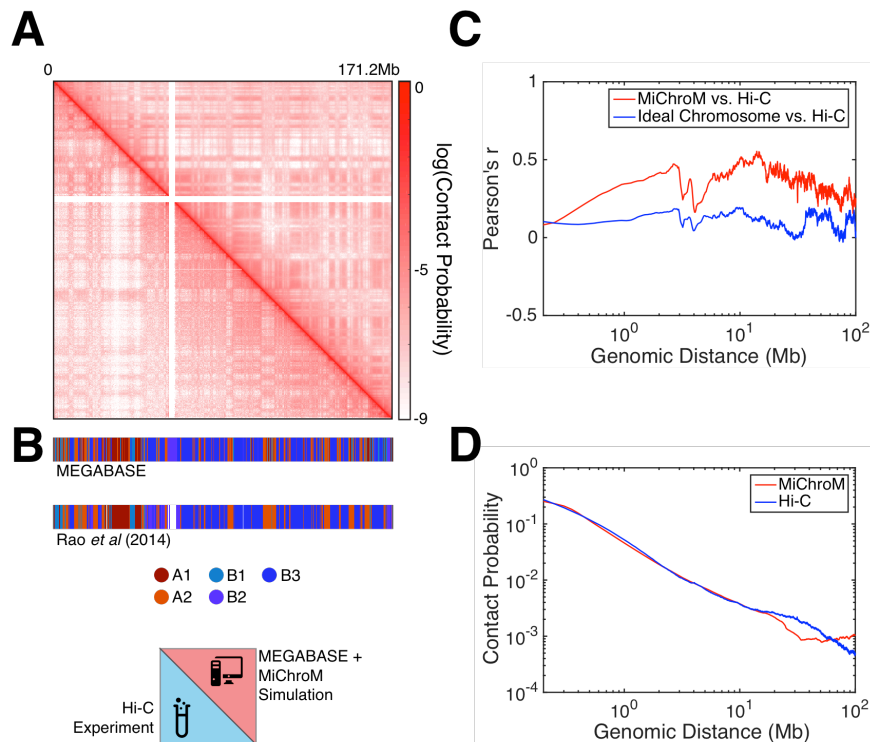 A
0
171.2Mb
0
-5
-9
log(Contact Probability)
B
MEGABASE
Rao et al (2014)
A1
B1
B3
A2
B2
Hi-C
Experiment
MEGABASE +
MiChroM
Simulation
C
1
0.5
0
-0.5
Pearson's r
MiChroM vs. Hi-C
Ideal Chromosome vs. Hi-C
10^0
10^1
10^2
Genomic Distance (Mb)
D
10^0
10^-1
10^-2
10^-3
10^-4
Contact Probability
MiChroM
Hi-C
10^0
10^1
10^2
Genomic Distance (Mb)